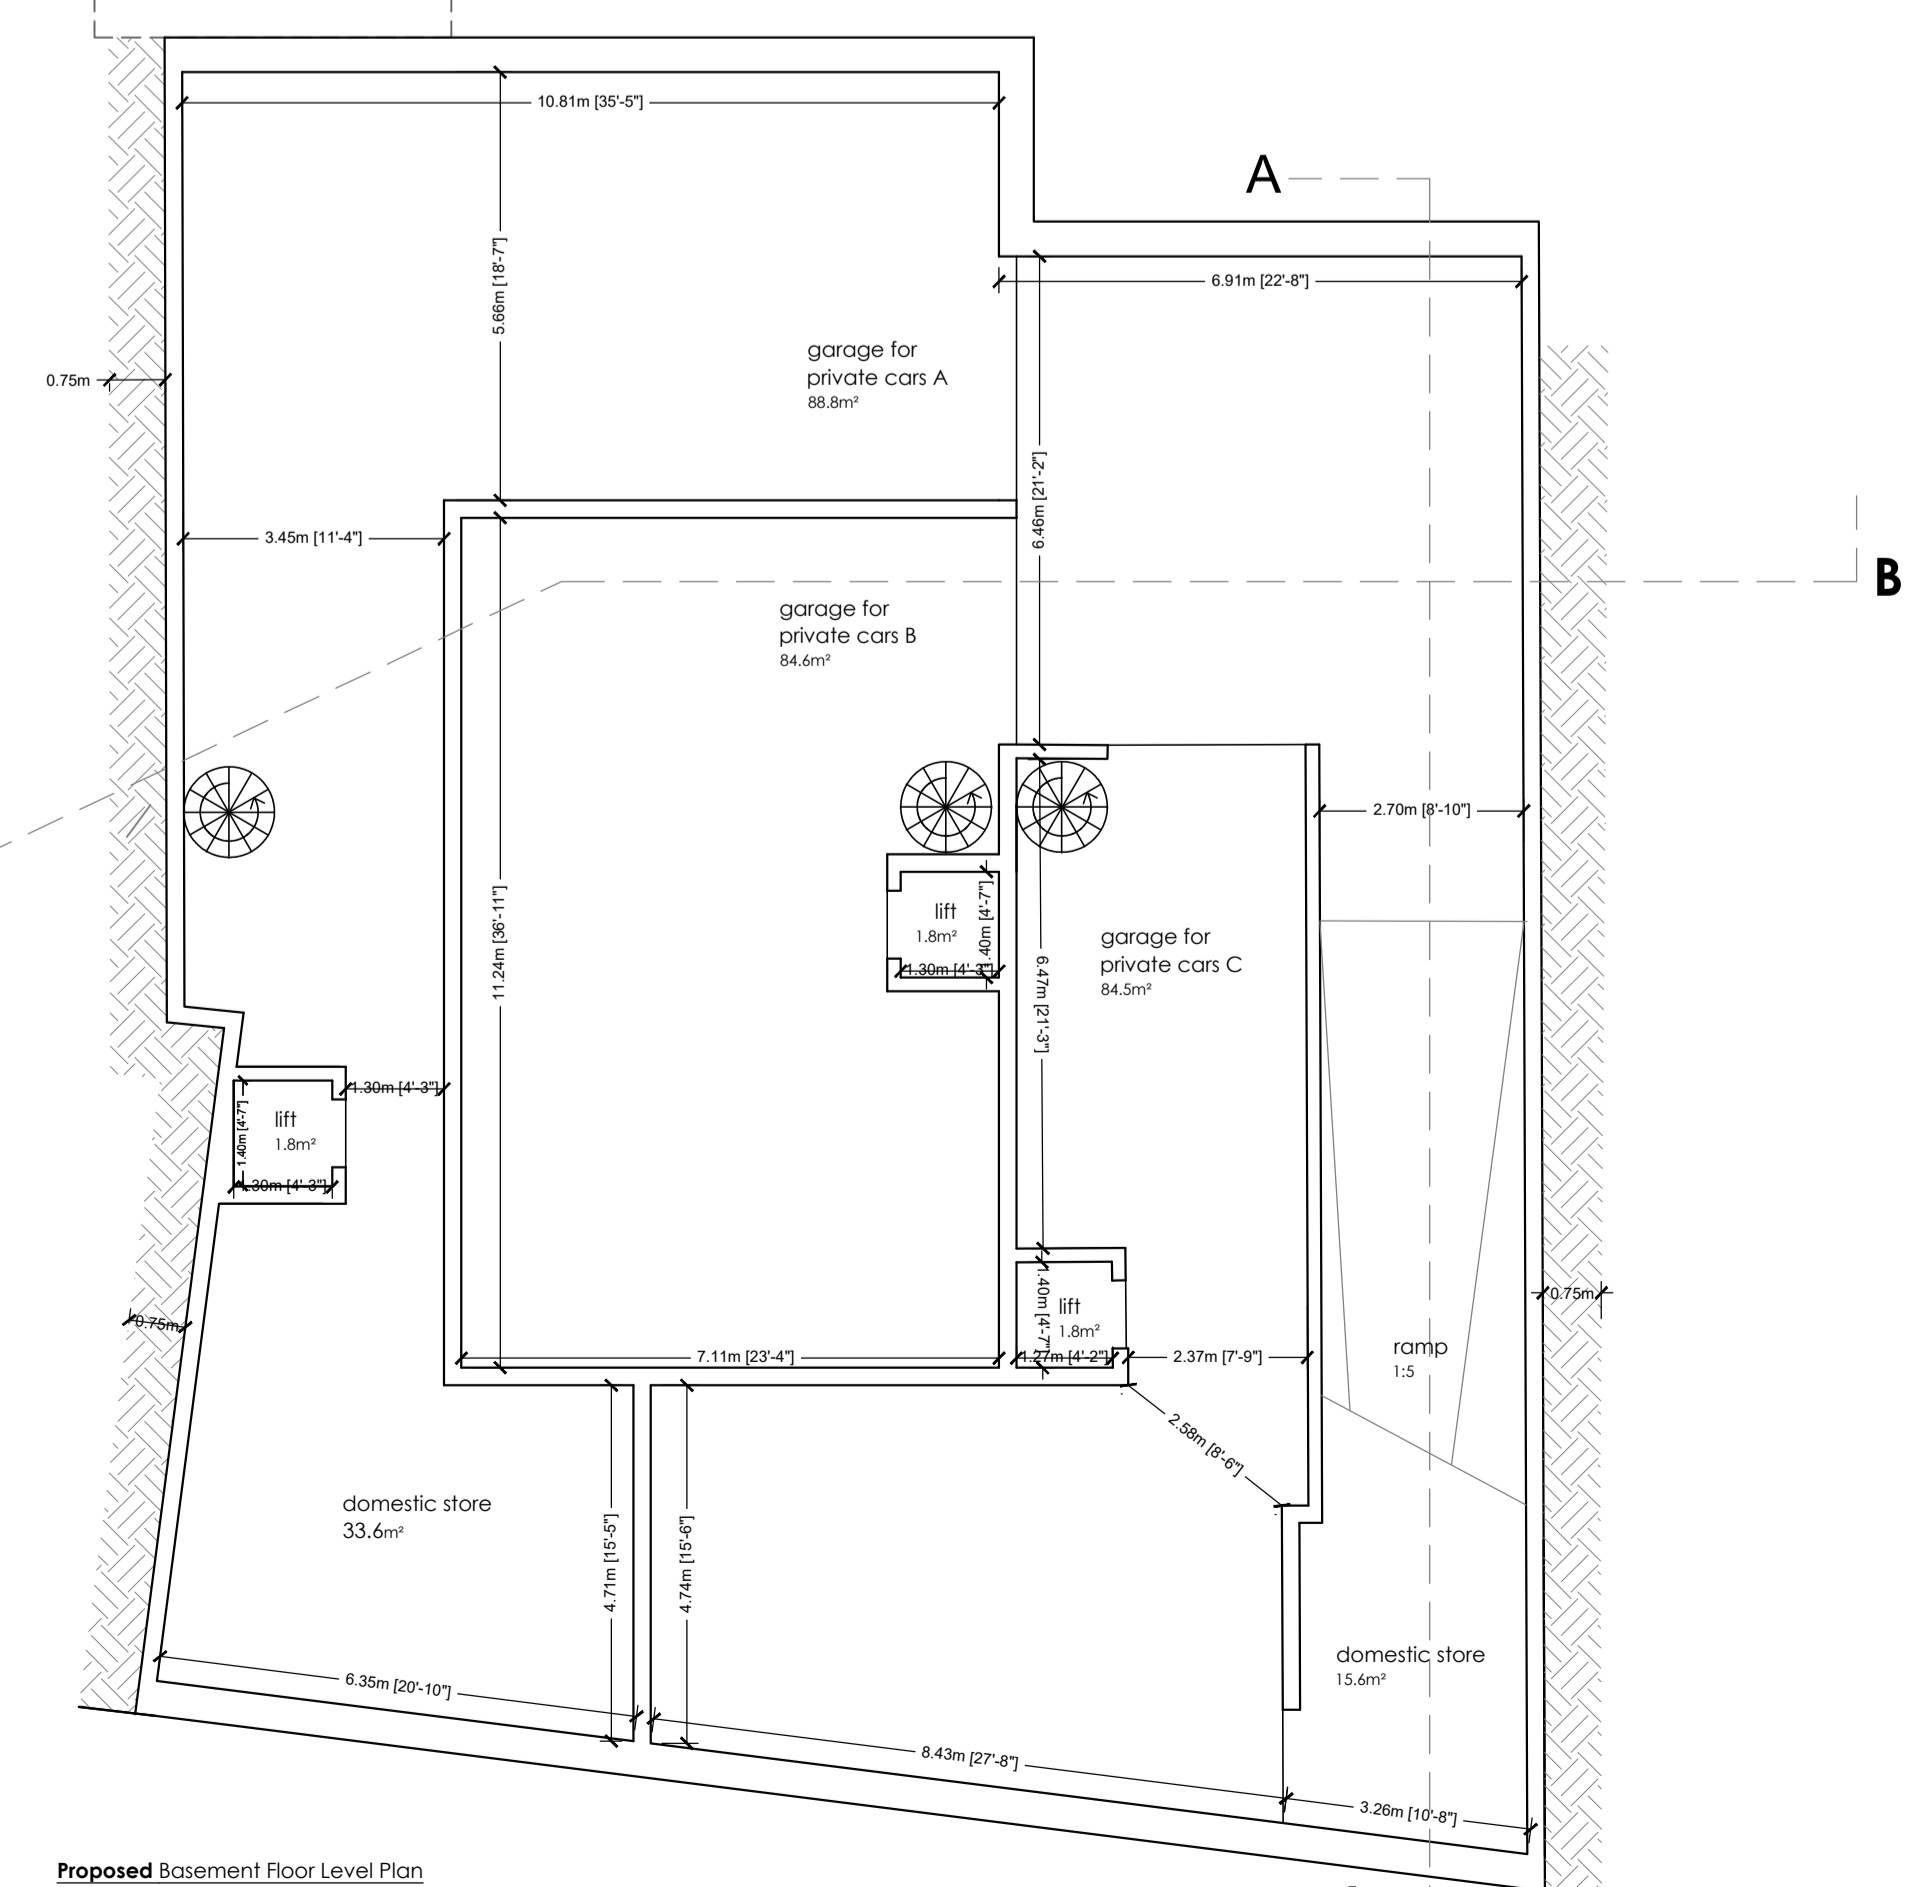 10.81m [35'-5"]
A
5.66m [18'-7"]
6.91m [22'-8"]
garage for
private cars A
88.8m²
0.75m
6.46m [21'-2"]
3.45m [11'-4"]
B
garage for
private cars B
84.6m²
2.70m [8'-10"]
11.24m [36'-11"]
lift
1.8m²
1.40m [4'-7"]
1.30m [4'-3"]
garage for
private cars C
84.5m²
6.47m [21'-3"]
1.30m [4'-3"]
lift
1.8m²
1.40m [4'-7"]
1.30m [4'-3"]
0.75m
lift
1.8m²
1.40m [4'-7"]
1.27m [4'-2"]
0.75m
ramp
1:5
7.11m [23'-4"]
2.37m [7'-9"]
2.58m [8'-6"]
domestic store
33.6m²
4.71m [15'-5"]
4.74m [15'-6"]
domestic store
15.6m²
6.35m [20'-10"]
8.43m [27'-8"]
3.26m [10'-8"]
Proposed Basement Floor Level Plan